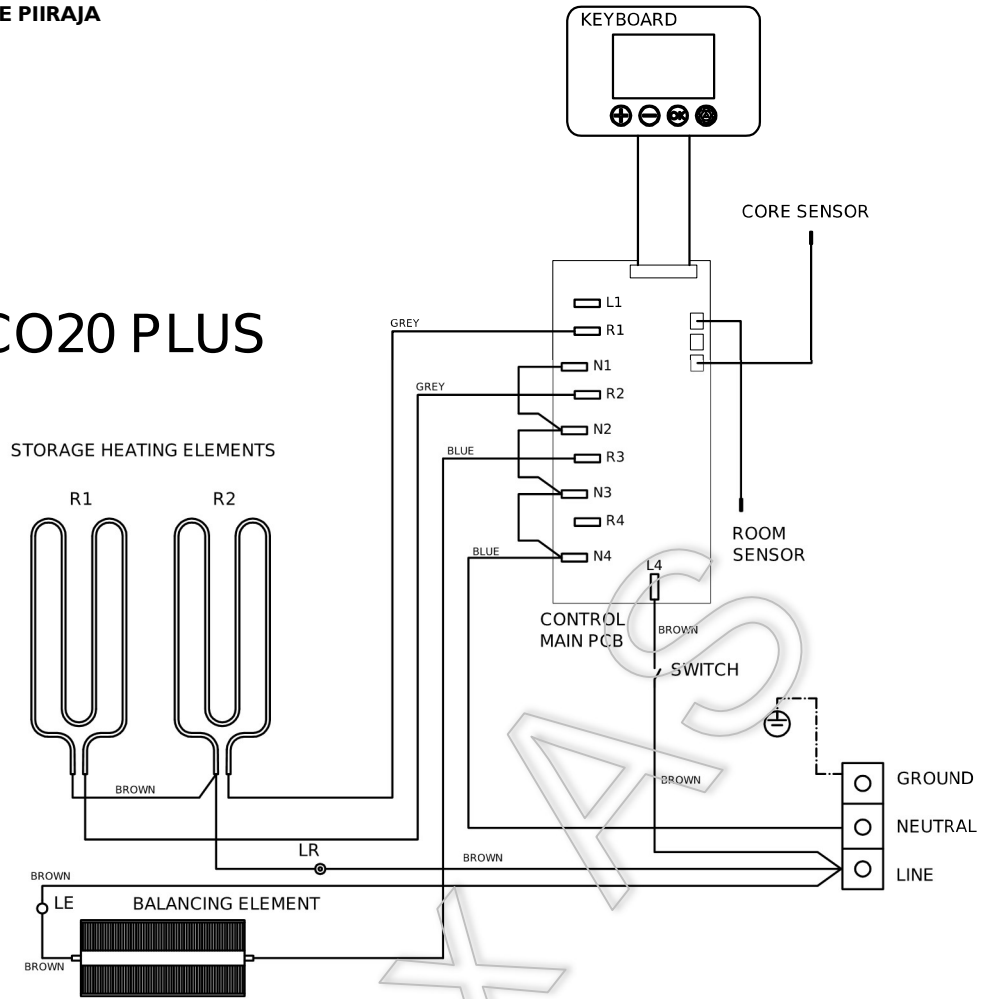 E PIIRAJA
KEYBOARD
OK
CORE SENSOR
CO20 PLUS
L1
GREY
R1
N1
GREY
R2
N2
STORAGE HEATING ELEMENTS
BLUE
R3
R1
R2
N3
R4
ROOM
SENSOR
BLUE
N4
L4
CONTROL
MAIN PCB
BROWN
SWITCH
BROWN
GROUND
BROWN
NEUTRAL
LR
BROWN
LINE
BROWN
LE
BALANCING ELEMENT
BROWN
XAS